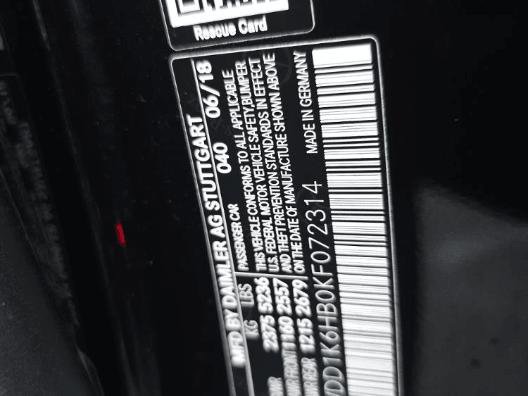 Rescue Card
MFD BY DAIMLER AG STUTTGART 06/18
PASSENGER CAR 040
KG LBS THIS VEHICLE CONFORMS TO ALL APPLICABLE
2375 5236 U.S. FEDERAL MOTOR VEHICLE SAFETY, BUMPER
1160 2557 AND THEFT PREVENTION STANDARDS IN EFFECT
1215 2679 ON THE DATE OF MANUFACTURE SHOWN ABOVE
DD1K6HB0KF072314 MADE IN GERMANY